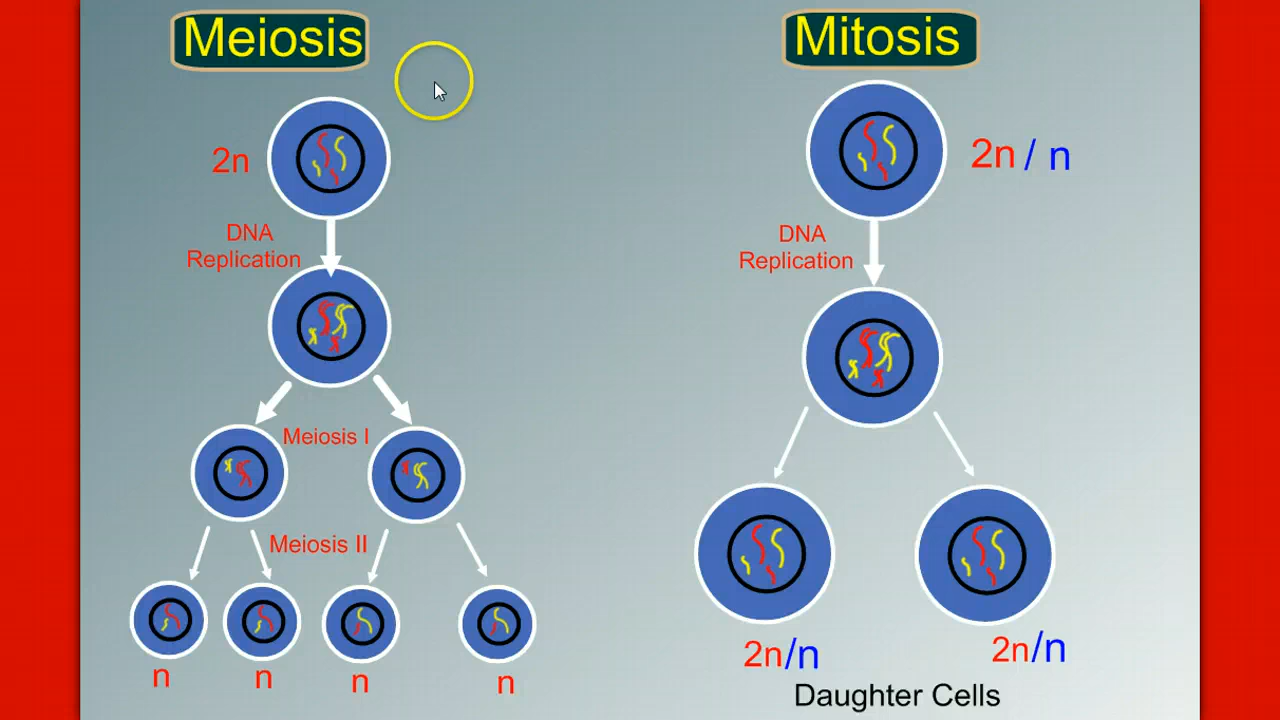 Meiosis
2n
DNA
Replication
Meiosis I
Meiosis II
n
n
n
n
Mitosis
2n / n
DNA
Replication
2n/n
2n/n
Daughter Cells